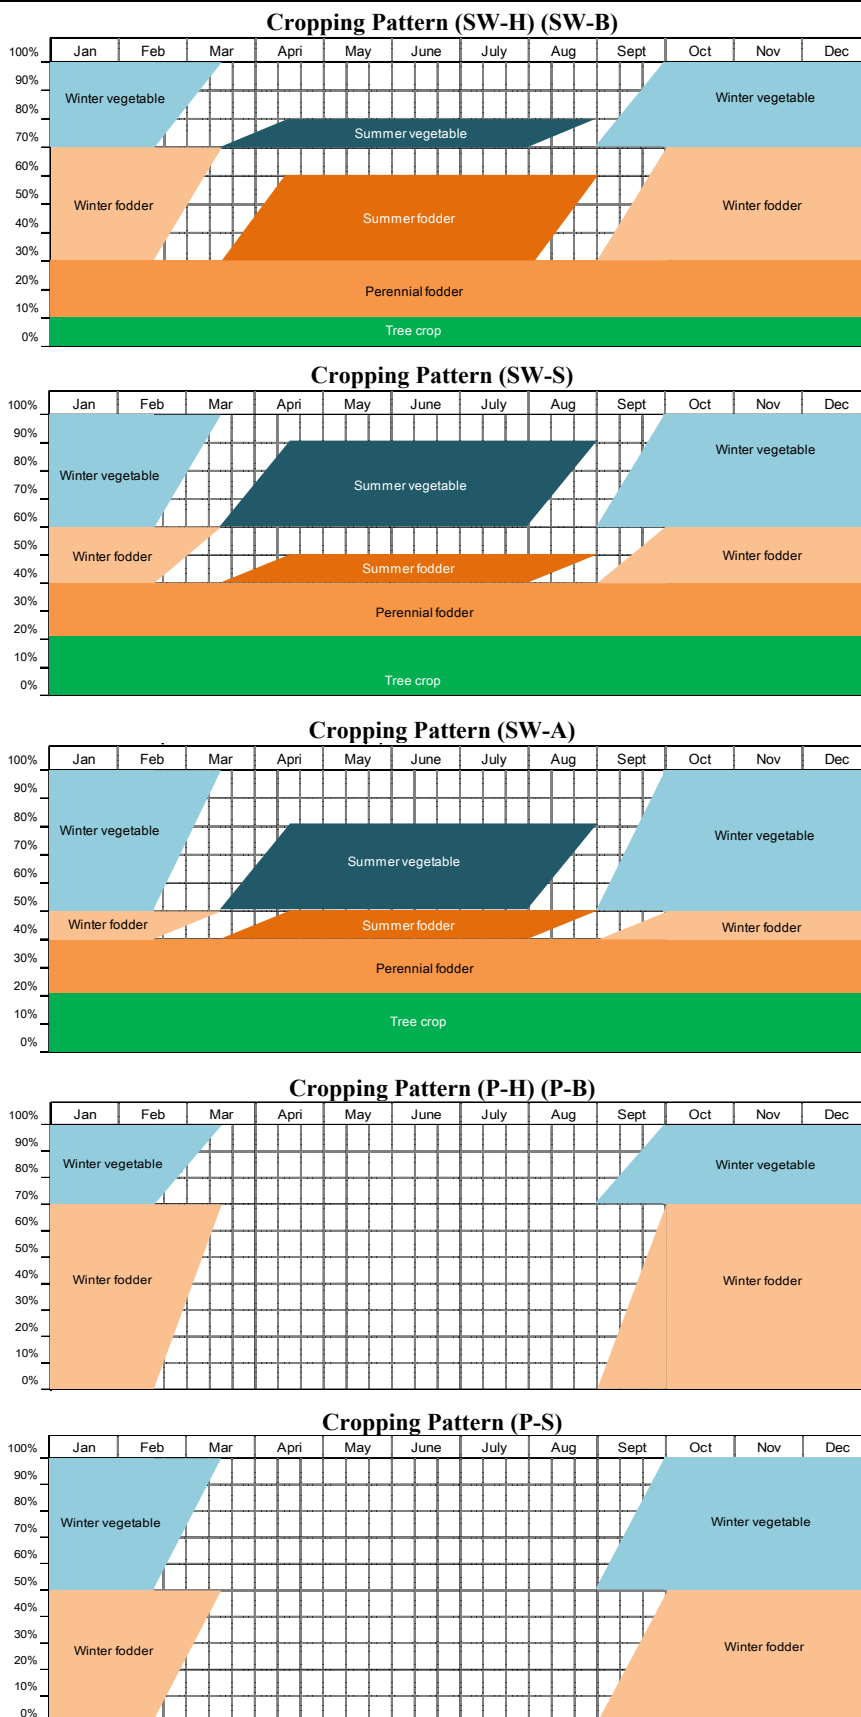 Cropping Pattern (SW-H) (SW-B)
100% Jan Feb Mar Apri May June July Aug Sept Oct Nov Dec
90%
Winter vegetable Winter vegetable
80%
Summer vegetable
70%
60%
50%
Winter fodder Summer fodder Winter fodder
40%
30%
20%
Perennial fodder
10%
0%
Tree crop
Cropping Pattern (SW-S)
100% Jan Feb Mar Apri May June July Aug Sept Oct Nov Dec
90%
Winter vegetable
80%
Winter vegetable Summer vegetable
70%
60%
50%
Winter fodder Summer fodder Winter fodder
40%
30%
Perennial fodder
20%
10%
0%
Tree crop
Cropping Pattern (SW-A)
100% Jan Feb Mar Apri May June July Aug Sept Oct Nov Dec
90%
80%
Winter vegetable Winter vegetable
70%
Summer vegetable
60%
50%
Winter fodder Summer fodder Winter fodder
40%
30%
Perennial fodder
20%
10%
Tree crop
0%
Cropping Pattern (P-H) (P-B)
100% Jan Feb Mar Apri May June July Aug Sept Oct Nov Dec
90%
Winter vegetable Winter vegetable
80%
70%
60%
50%
40%
Winter fodder Winter fodder
30%
20%
10%
0%
Cropping Pattern (P-S)
100% Jan Feb Mar Apri May June July Aug Sept Oct Nov Dec
90%
80%
Winter vegetable Winter vegetable
70%
60%
50%
40%
30%
Winter fodder Winter fodder
20%
10%
0%